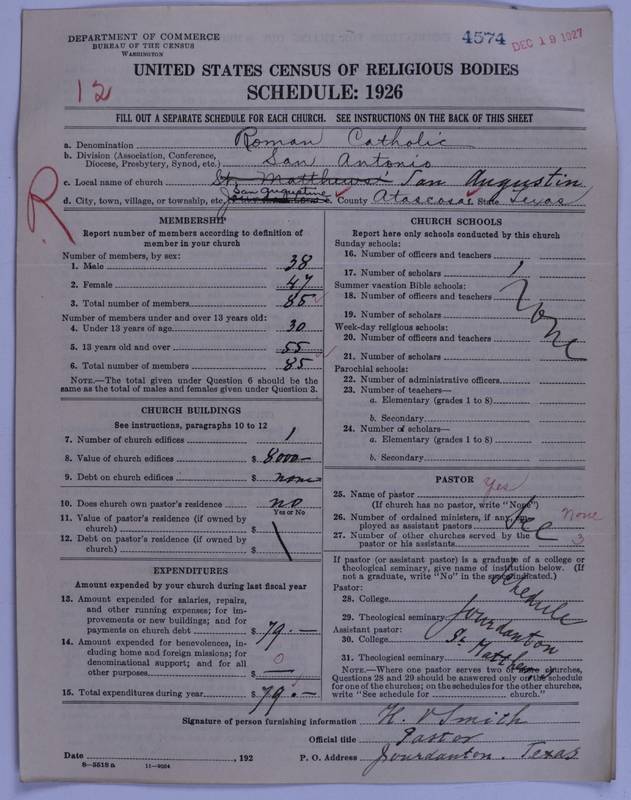 DEPARTMENT OF COMMERCE
BUREAU OF THE CENSUS
WASHINGTON
4574 DEC 19 1927
UNITED STATES CENSUS OF RELIGIOUS BODIES
SCHEDULE: 1926
12
FILL OUT A SEPARATE SCHEDULE FOR EACH CHURCH. SEE INSTRUCTIONS ON THE BACK OF THIS SHEET
R
a. Denomination Roman Catholic
b. Division (Association, Conference, Diocese, Presbytery, Synod, etc.) San Antonio
c. Local name of church St. Matthews' San Augustin
d. City, town, village, or township, etc. San Augustine County Atascosa State Texas
MEMBERSHIP
Report number of members according to definition of
member in your church
Number of members, by sex:
1. Male 38
2. Female 47
3. Total number of members 85
Number of members under and over 13 years old:
4. Under 13 years of age 30
5. 13 years old and over 55
6. Total number of members 85
NOTE.—The total given under Question 6 should be the
same as the total of males and females given under Question 3.
CHURCH BUILDINGS
See instructions, paragraphs 10 to 12
7. Number of church edifices 1
8. Value of church edifices $ 8000—
9. Debt on church edifices $ none
10. Does church own pastor's residence no
Yes or No
11. Value of pastor's residence (if owned by
church) $
12. Debt on pastor's residence (if owned by
church) $
EXPENDITURES
Amount expended by your church during last fiscal year
13. Amount expended for salaries, repairs,
and other running expenses; for im-
provements or new buildings; and for
payments on church debt $ 79.—
14. Amount expended for benevolences, in-
cluding home and foreign missions; for
denominational support; and for all
other purposes $ 0
15. Total expenditures during year $ 79.—
CHURCH SCHOOLS
Report here only schools conducted by this church
Sunday schools:
16. Number of officers and teachers
17. Number of scholars
Summer vacation Bible schools:
18. Number of officers and teachers
19. Number of scholars
None
Week-day religious schools:
20. Number of officers and teachers
21. Number of scholars
Parochial schools:
22. Number of administrative officers
23. Number of teachers—
a. Elementary (grades 1 to 8)
b. Secondary
24. Number of scholars—
a. Elementary (grades 1 to 8)
b. Secondary
PASTOR
25. Name of pastor Yes
(If church has no pastor, write "None")
26. Number of ordained ministers, if any, em-
ployed as assistant pastors None
27. Number of other churches served by the
pastor or his assistants 3
If pastor (or assistant pastor) is a graduate of a college or
theological seminary, give name of institution below. (If
not a graduate, write "No" in the space indicated.)
Pastor:
28. College
29. Theological seminary
Assistant pastor:
30. College
31. Theological seminary
See Schedule Jourdanton St. Matthews
NOTE.—Where one pastor serves two or more churches,
Questions 28 and 29 should be answered only on the schedule
for one of the churches; on the schedules for the other churches,
write "See schedule for church."
Signature of person furnishing information H. V Smich
Official title Pastor
Date , 192 P. O. Address Jourdanton. Texas
8—5518 a 11—9064